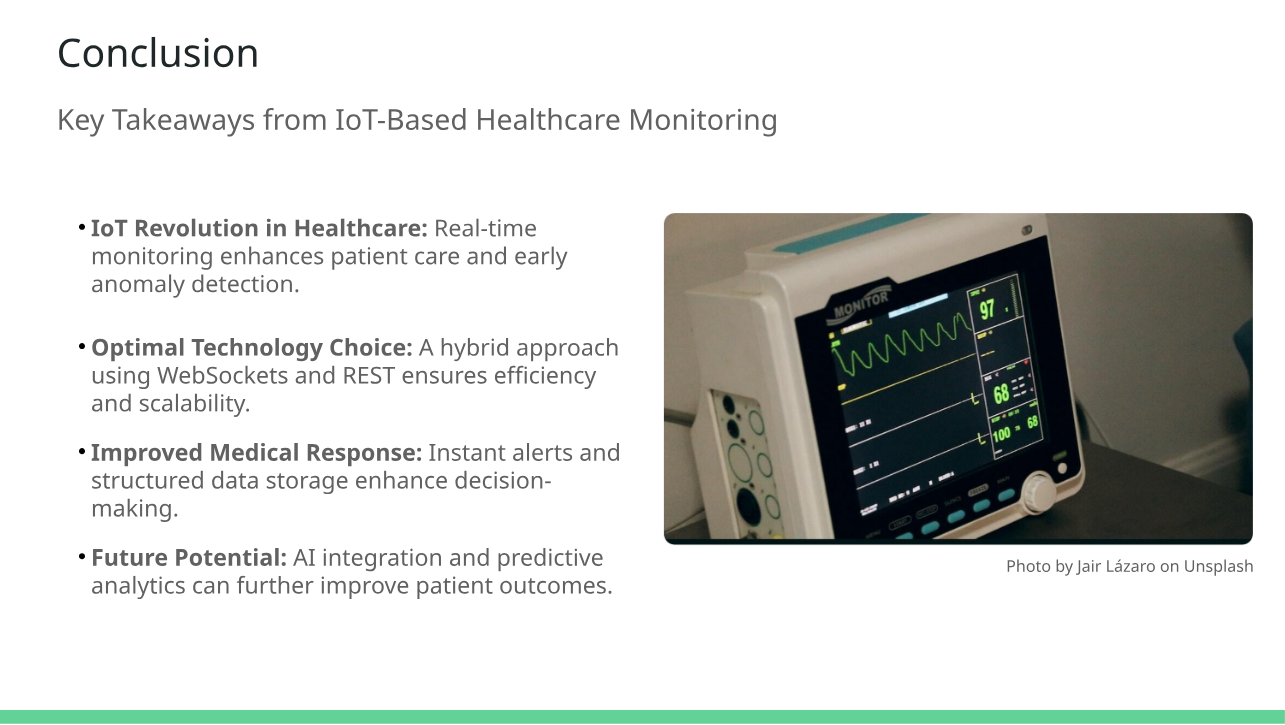 Conclusion
Key Takeaways from IoT-Based Healthcare Monitoring
• IoT Revolution in Healthcare: Real-time
monitoring enhances patient care and early
anomaly detection.
• Optimal Technology Choice: A hybrid approach
using WebSockets and REST ensures efficiency
and scalability.
• Improved Medical Response: Instant alerts and
structured data storage enhance decision-
making.
• Future Potential: AI integration and predictive
analytics can further improve patient outcomes.
MONITOR
97
68
100 68
Photo by Jair Lázaro on Unsplash